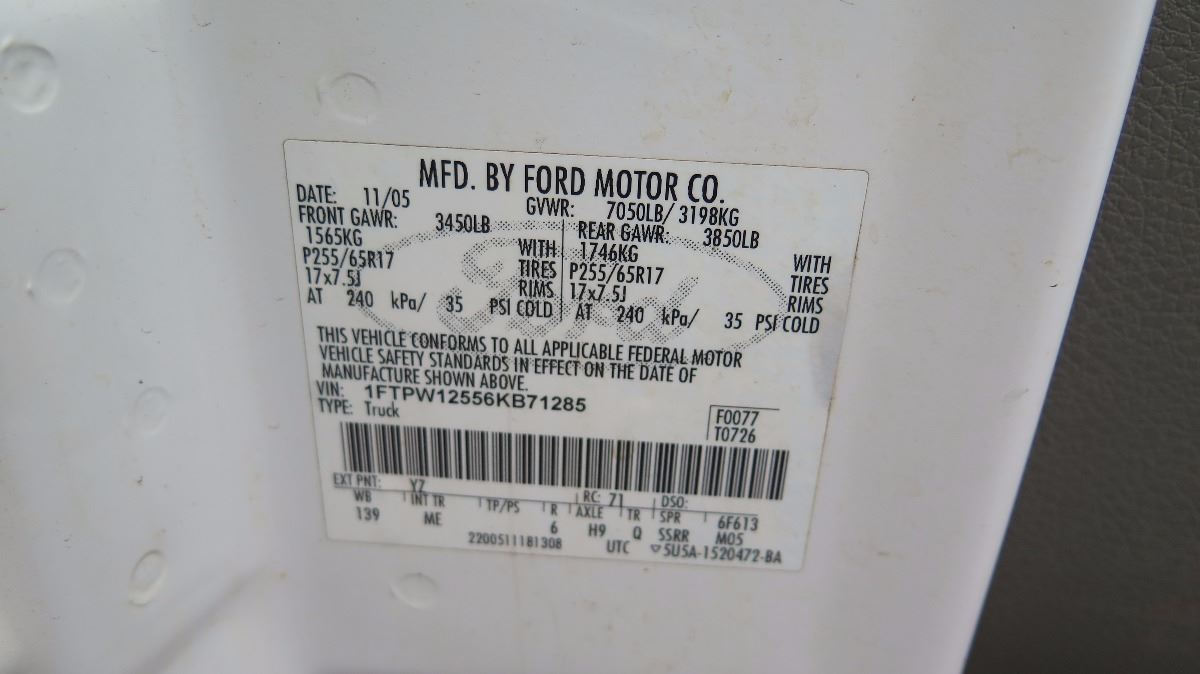 MFD. BY FORD MOTOR CO.
DATE: 11/05 GVWR: 7050LB/ 3198KG
FRONT GAWR: 3450LB REAR GAWR: 3850LB
1565KG WITH 1746KG WITH
P255/65R17 TIRES P255/65R17 TIRES
17x7.5J RIMS 17x7.5J RIMS
AT 240 kPa/ 35 PSI COLD AT 240 kPa/ 35 PSI COLD
Ford
THIS VEHICLE CONFORMS TO ALL APPLICABLE FEDERAL MOTOR
VEHICLE SAFETY STANDARDS IN EFFECT ON THE DATE OF
MANUFACTURE SHOWN ABOVE.
VIN: 1FTPW12556KB71285
TYPE: Truck
F0077
T0726
EXT PNT: YZ RC: 71 DSO:
WB INT TR TP/PS R AXLE TR SPR 6F613
139 ME 6 H9 Q SSRR M05
2200511181308 UTC ▽5U5A-1520472-BA